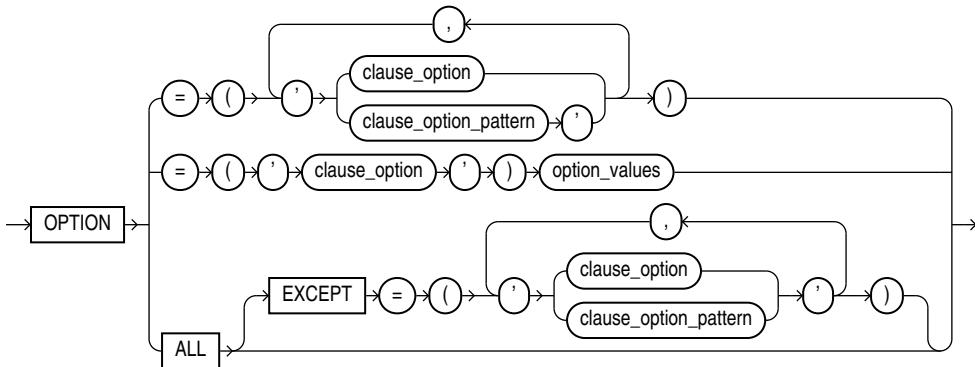 ,
clause_option
= ( ’ clause_option_pattern ’ )
= ( ’ clause_option ’ ) option_values
OPTION
,
clause_option
EXCEPT = ( ’ clause_option_pattern ’ )
ALL